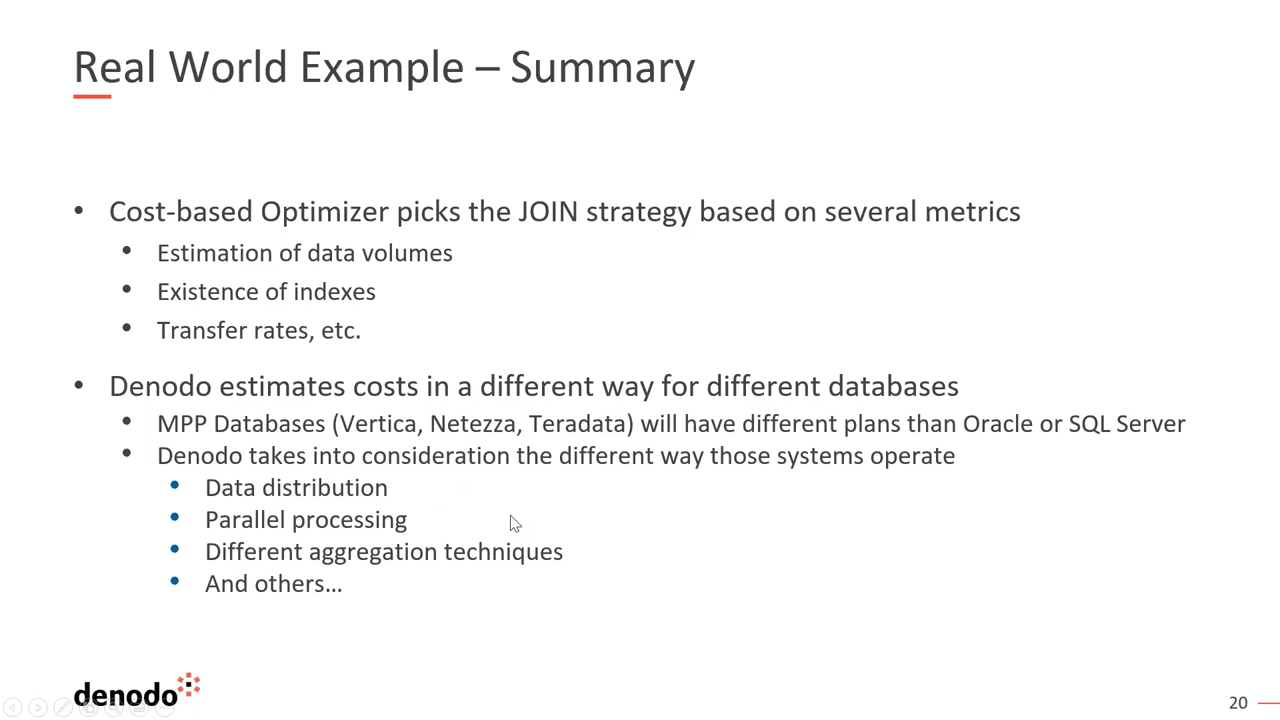 Real World Example – Summary
• Cost-based Optimizer picks the JOIN strategy based on several metrics
• Estimation of data volumes
• Existence of indexes
• Transfer rates, etc.
• Denodo estimates costs in a different way for different databases
• MPP Databases (Vertica, Netezza, Teradata) will have different plans than Oracle or SQL Server
• Denodo takes into consideration the different way those systems operate
• Data distribution
• Parallel processing
• Different aggregation techniques
• And others…
denodo
20